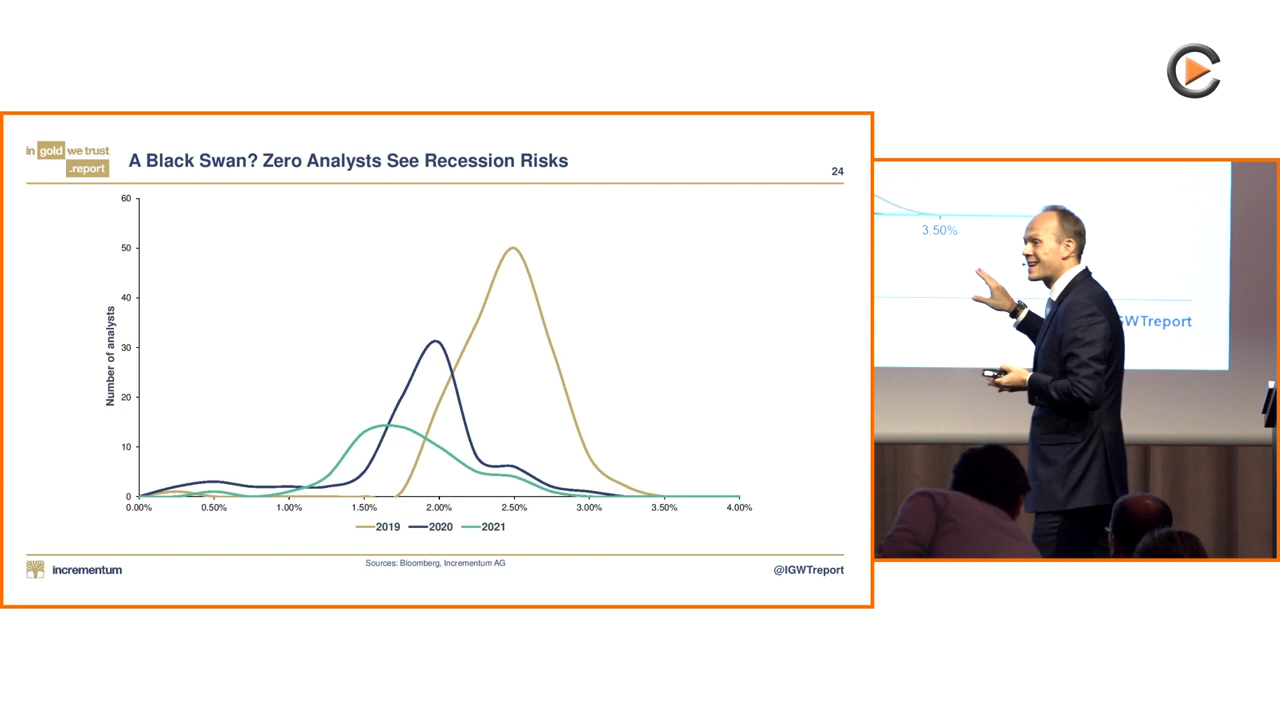 in gold we trust
.report
A Black Swan? Zero Analysts See Recession Risks
24
Number of analysts
60
50
40
30
20
10
0
0.00% 0.50% 1.00% 1.50% 2.00% 2.50% 3.00% 3.50% 4.00%
2019 2020 2021
Sources: Bloomberg, Incrementum AG
incrementum
@IGWTreport
3.50%
GWTreport